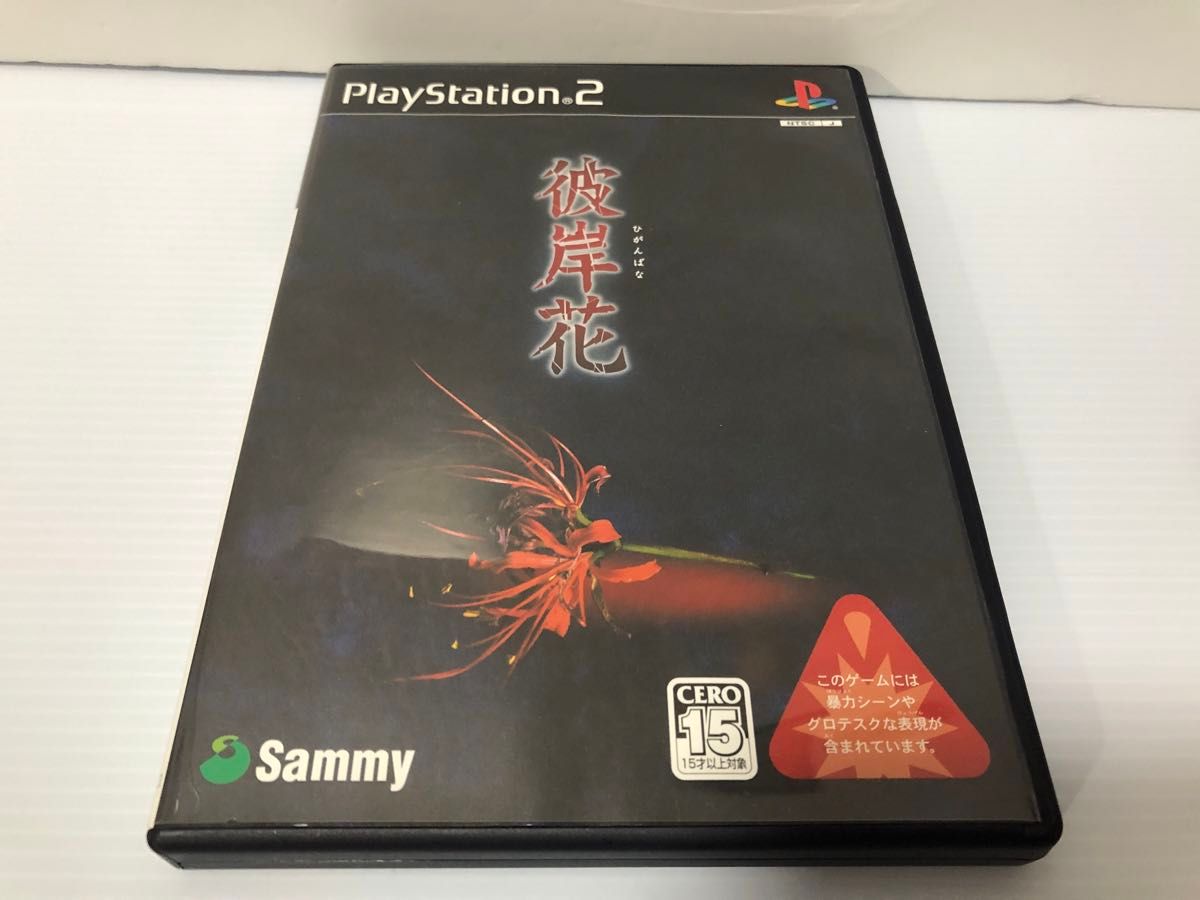 PlayStation®2
NTSC J
彼岸花
ひがんばな
CERO
15
15才以上対象
このゲームには
暴力シーンや
グロテスクな表現が
含まれています。
Sammy